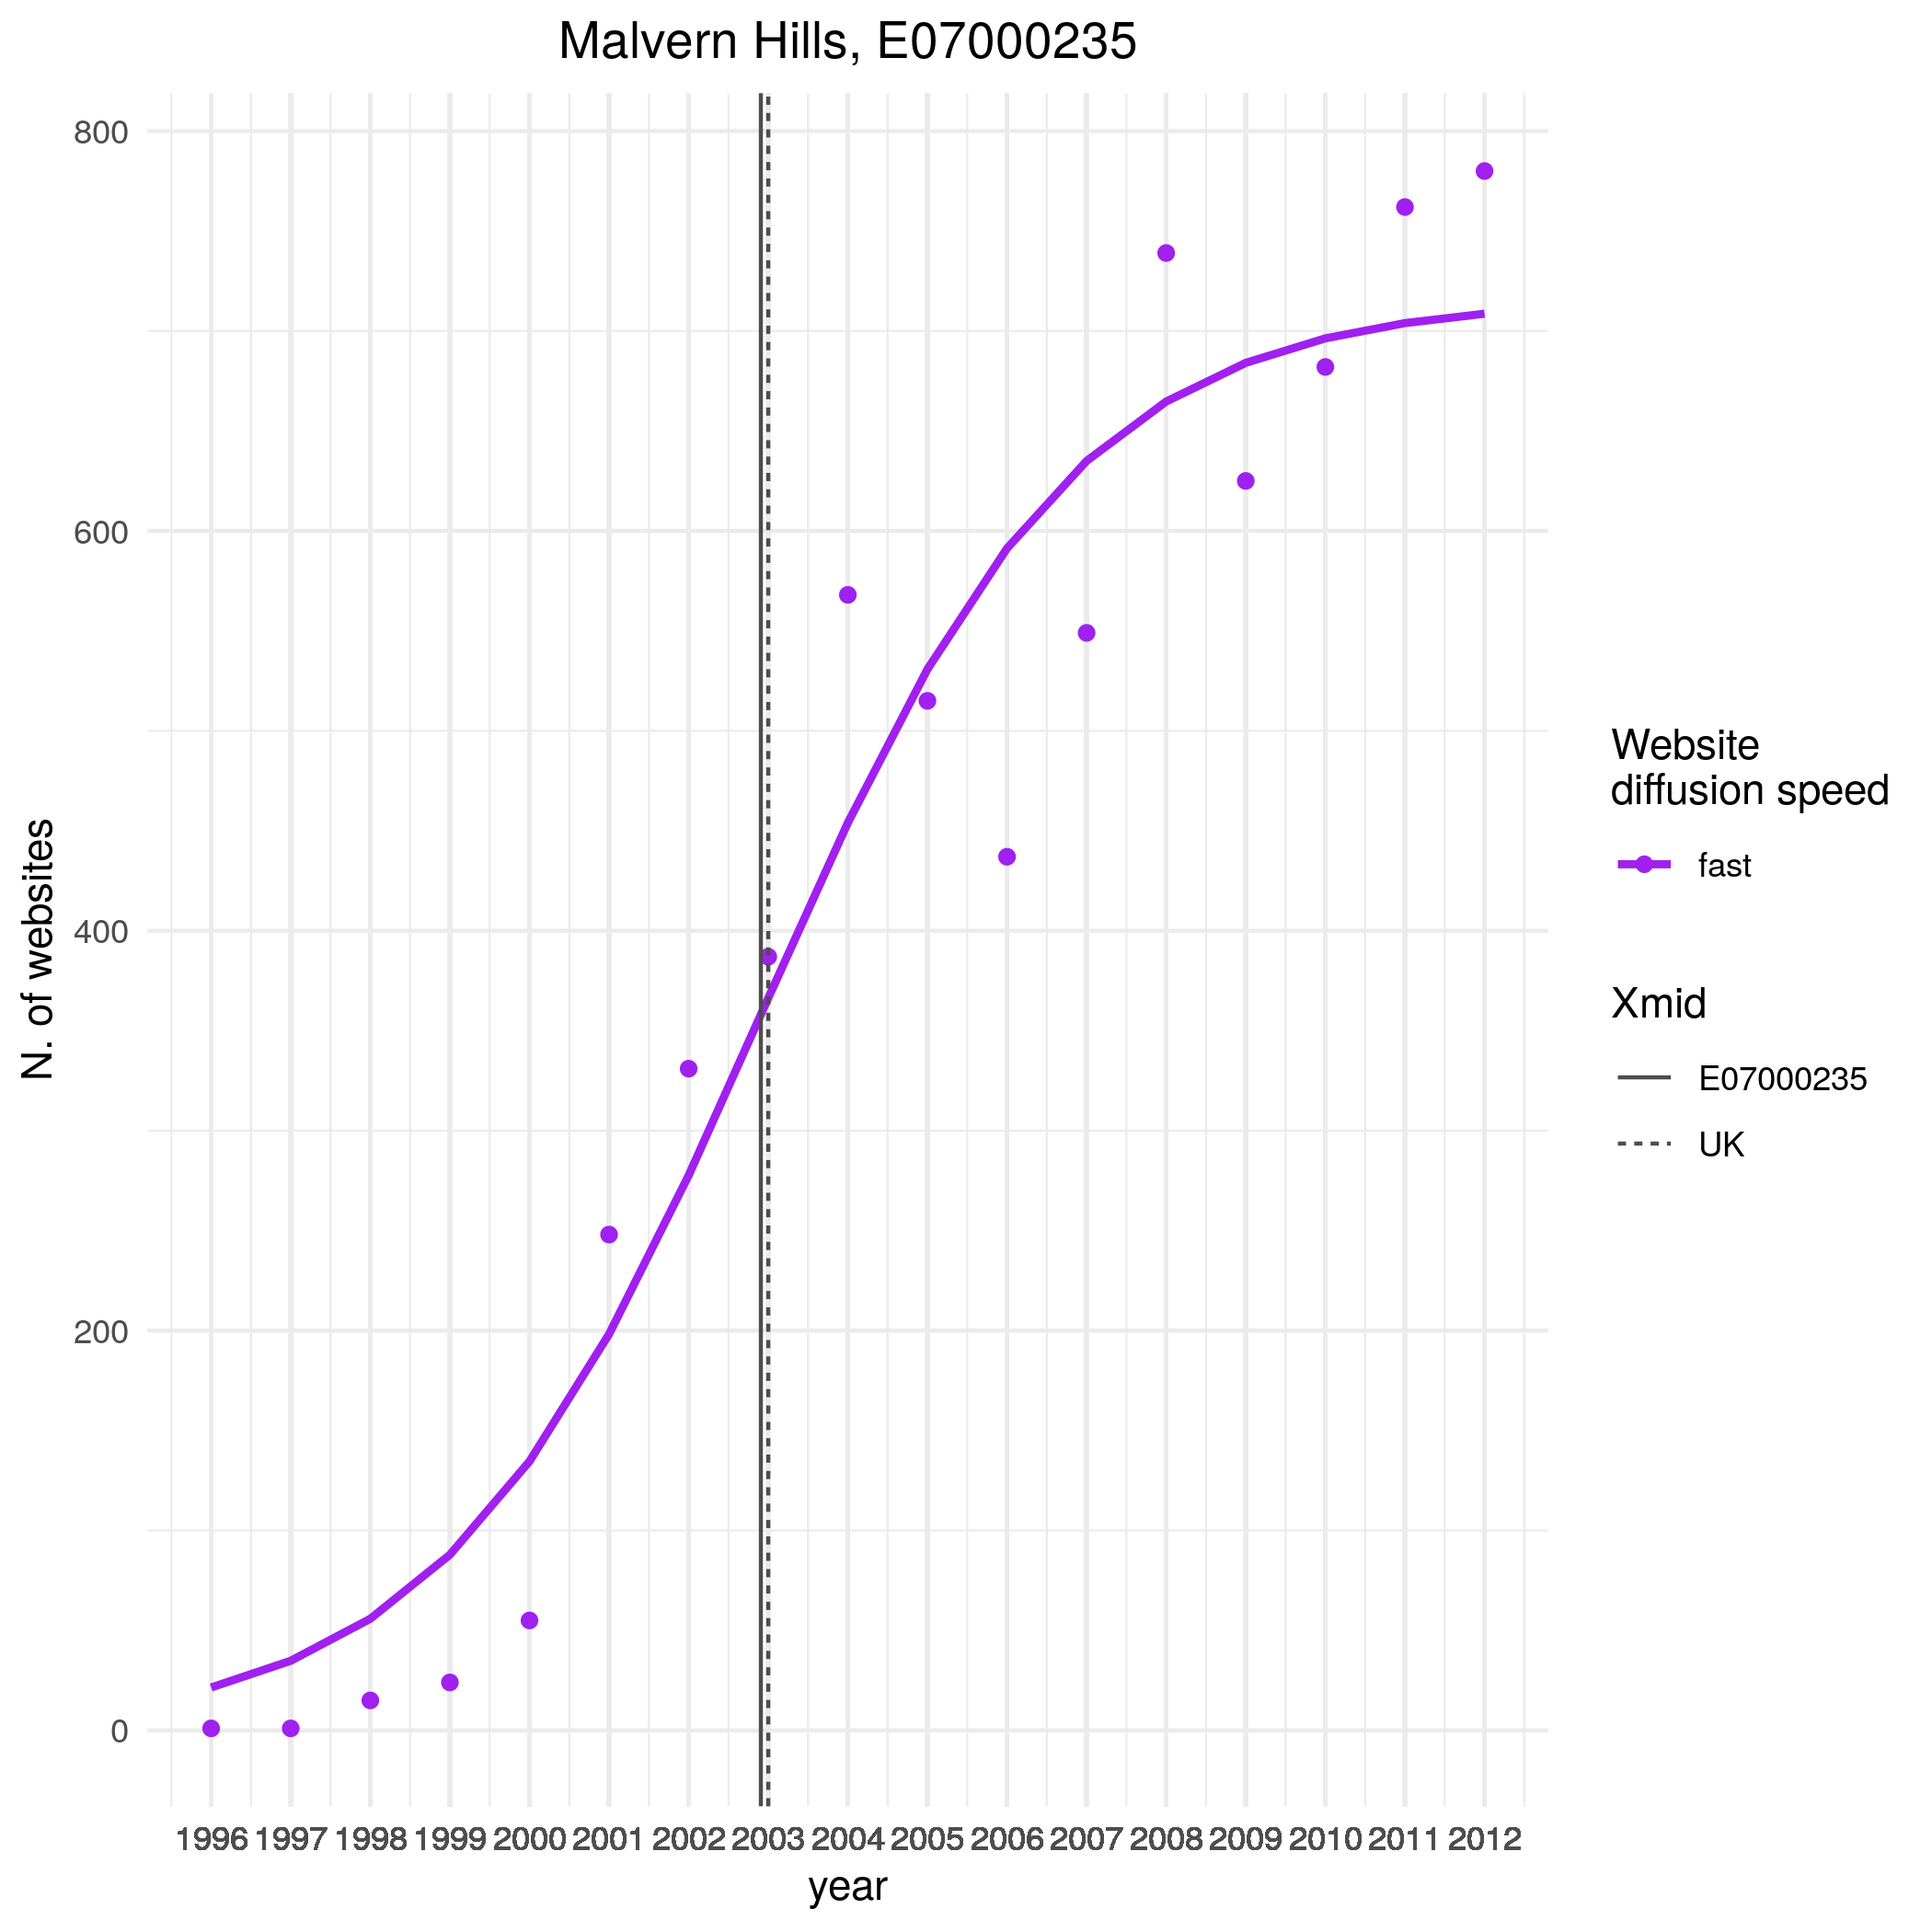 Malvern Hills, E07000235
800
600
400
200
0
N. of websites
1996 1997 1998 1999 2000 2001 2002 2003 2004 2005 2006 2007 2008 2009 2010 2011 2012
year
Website
diffusion speed
fast
Xmid
E07000235
UK